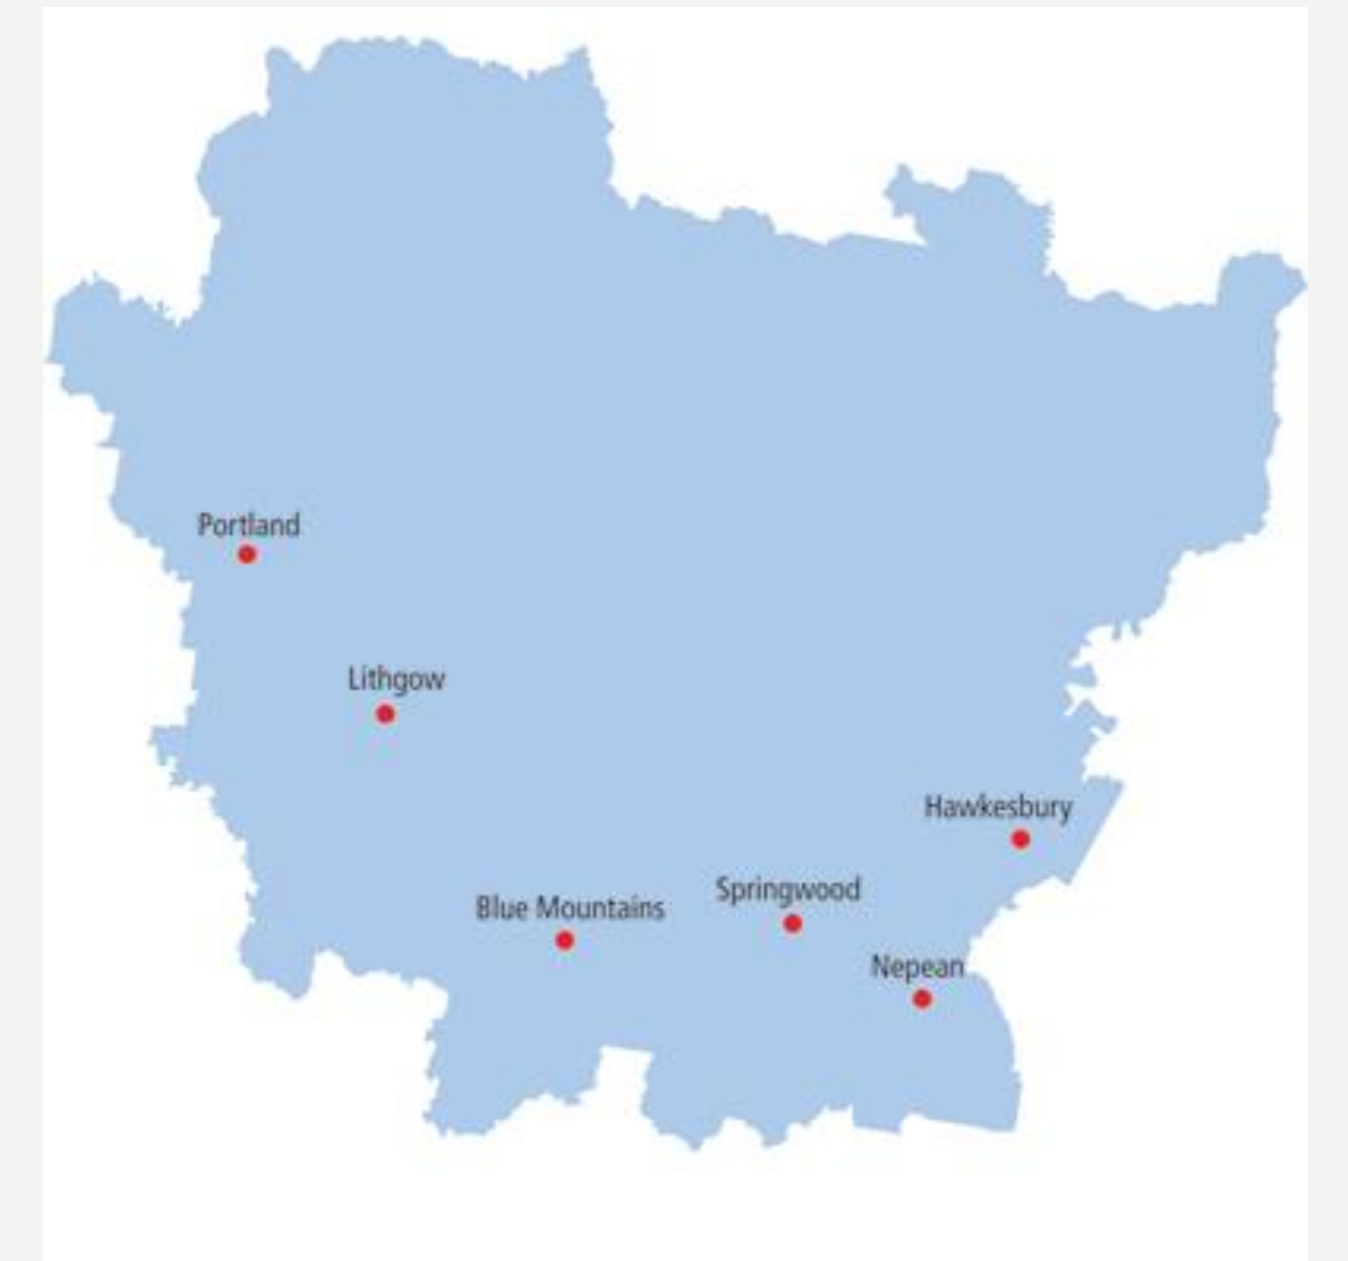 Portland
Lithgow
Hawkesbury
Springwood
Blue Mountains
Nepean